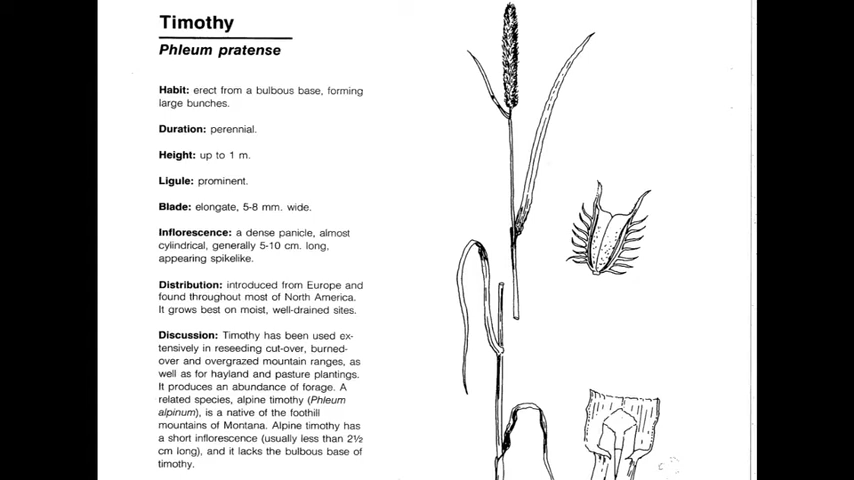 Timothy
Phleum pratense
Habit: erect from a bulbous base, forming
large bunches.
Duration: perennial.
Height: up to 1 m.
Ligule: prominent.
Blade: elongate, 5-8 mm. wide.
Inflorescence: a dense panicle, almost
cylindrical, generally 5-10 cm. long,
appearing spikelike.
Distribution: introduced from Europe and
found throughout most of North America.
It grows best on moist, well-drained sites.
Discussion: Timothy has been used ex-
tensively in reseeding cut-over, burned-
over and overgrazed mountain ranges, as
well as for hayland and pasture plantings.
It produces an abundance of forage. A
related species, alpine timothy (Phleum
alpinum), is a native of the foothill
mountains of Montana. Alpine timothy has
a short inflorescence (usually less than 2½
cm long), and it lacks the bulbous base of
timothy.